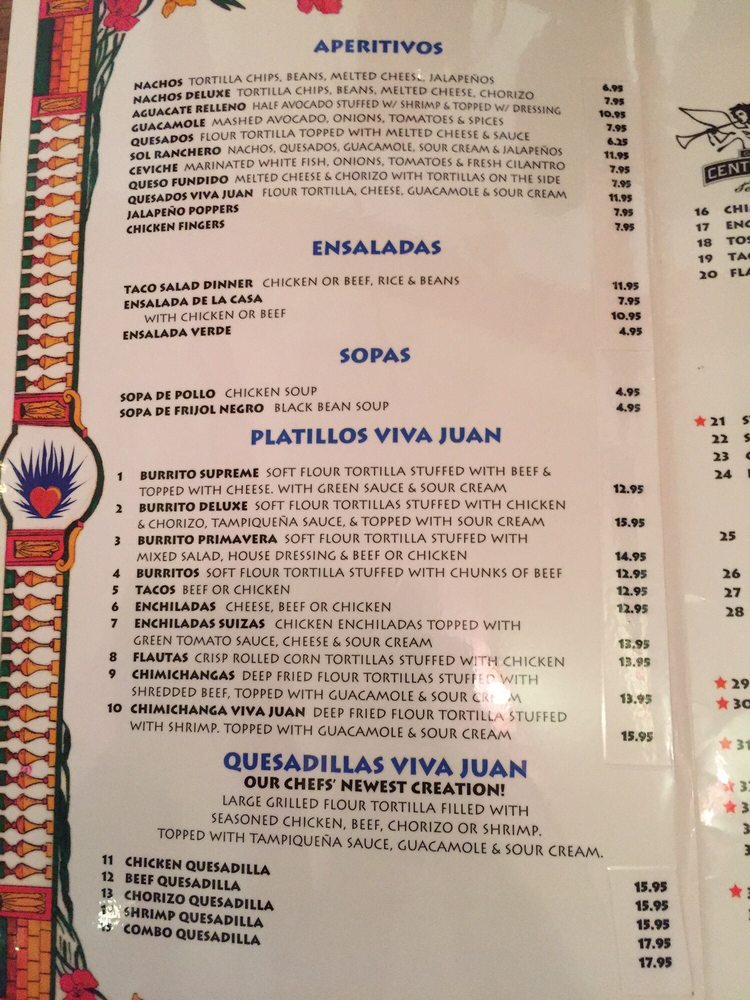 APERITIVOS
NACHOS TORTILLA CHIPS, BEANS, MELTED CHEESE, JALAPEÑOS 6.95
NACHOS DELUXE TORTILLA CHIPS, BEANS, MELTED CHEESE, CHORIZO 7.95
AGUACATE RELLENO HALF AVOCADO STUFFED W/ SHRIMP & TOPPED W/ DRESSING 10.95
GUACAMOLE MASHED AVOCADO, ONIONS, TOMATOES & SPICES 7.95
QUESADOS FLOUR TORTILLA TOPPED WITH MELTED CHEESE & SAUCE 6.25
SOL RANCHERO NACHOS, QUESADOS, GUACAMOLE, SOUR CREAM & JALAPEÑOS 11.95
CEVICHE MARINATED WHITE FISH, ONIONS, TOMATOES & FRESH CILANTRO 7.95
QUESO FUNDIDO MELTED CHEESE & CHORIZO WITH TORTILLAS ON THE SIDE 7.95
QUESADOS VIVA JUAN FLOUR TORTILLA, CHEESE, GUACAMOLE & SOUR CREAM 11.95
JALAPEÑO POPPERS 7.95
CHICKEN FINGERS 7.95
ENSALADAS
TACO SALAD DINNER CHICKEN OR BEEF, RICE & BEANS 11.95
ENSALADA DE LA CASA 7.95
WITH CHICKEN OR BEEF 10.95
ENSALADA VERDE 4.95
SOPAS
SOPA DE POLLO CHICKEN SOUP 4.95
SOPA DE FRIJOL NEGRO BLACK BEAN SOUP 4.95
PLATILLOS VIVA JUAN
1 BURRITO SUPREME SOFT FLOUR TORTILLA STUFFED WITH BEEF &
TOPPED WITH CHEESE. WITH GREEN SAUCE & SOUR CREAM 12.95
2 BURRITO DELUXE SOFT FLOUR TORTILLAS STUFFED WITH CHICKEN
& CHORIZO, TAMPIQUEÑA SAUCE, & TOPPED WITH SOUR CREAM 15.95
3 BURRITO PRIMAVERA SOFT FLOUR TORTILLA STUFFED WITH
MIXED SALAD, HOUSE DRESSING & BEEF OR CHICKEN 14.95
4 BURRITOS SOFT FLOUR TORTILLA STUFFED WITH CHUNKS OF BEEF 12.95
5 TACOS BEEF OR CHICKEN 12.95
6 ENCHILADAS CHEESE, BEEF OR CHICKEN 12.95
7 ENCHILADAS SUIZAS CHICKEN ENCHILADAS TOPPED WITH
GREEN TOMATO SAUCE, CHEESE & SOUR CREAM 13.95
8 FLAUTAS CRISP ROLLED CORN TORTILLAS STUFFED WITH CHICKEN 13.95
9 CHIMICHANGAS DEEP FRIED FLOUR TORTILLAS STUFFED WITH
SHREDDED BEEF, TOPPED WITH GUACAMOLE & SOUR CREAM 13.95
10 CHIMICHANGA VIVA JUAN DEEP FRIED FLOUR TORTILLA STUFFED
WITH SHRIMP. TOPPED WITH GUACAMOLE & SOUR CREAM 15.95
QUESADILLAS VIVA JUAN
OUR CHEFS' NEWEST CREATION!
LARGE GRILLED FLOUR TORTILLA FILLED WITH
SEASONED CHICKEN, BEEF, CHORIZO OR SHRIMP.
TOPPED WITH TAMPIQUEÑA SAUCE, GUACAMOLE & SOUR CREAM.
11 CHICKEN QUESADILLA 15.95
12 BEEF QUESADILLA 15.95
13 CHORIZO QUESADILLA 15.95
SHRIMP QUESADILLA 17.95
COMBO QUESADILLA 17.95
CENT
16 CHI
17 ENC
18 TOS
19 TAC
20 FLA
21
22
23
24
25
26
27
28
29
30
31